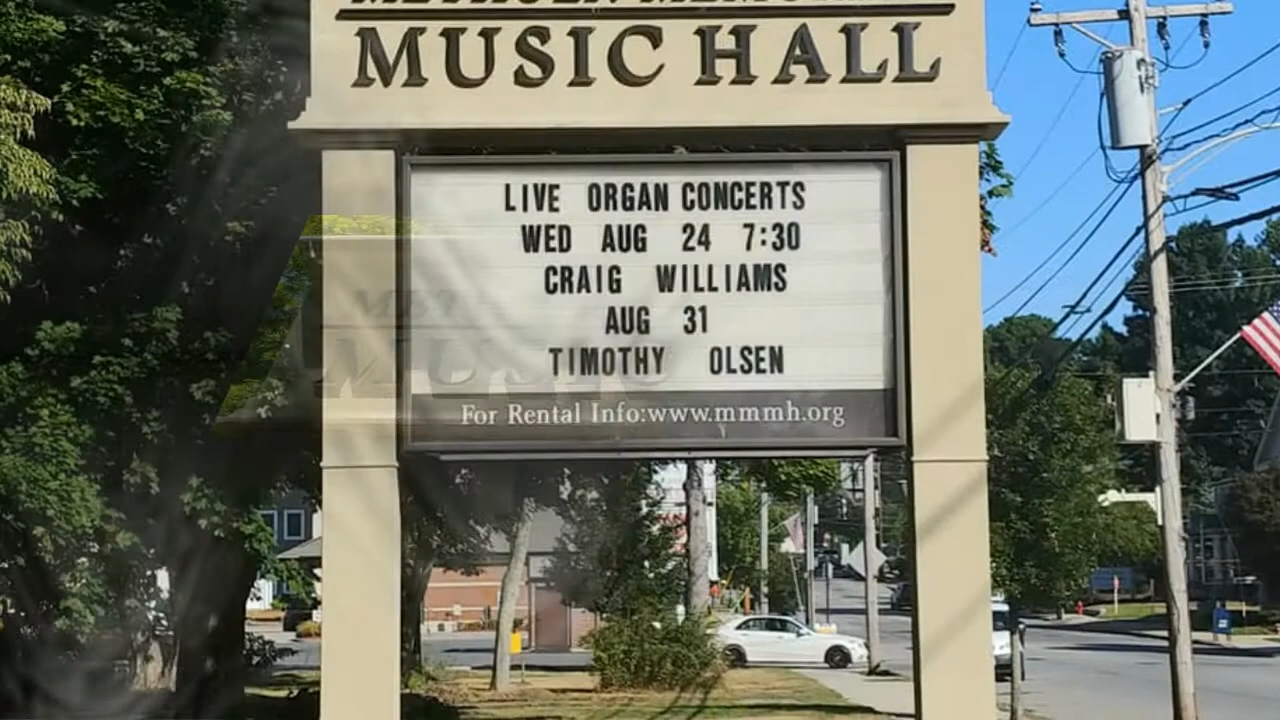 MUSIC HALL
LIVE ORGAN CONCERTS
WED AUG 24 7:30
CRAIG WILLIAMS
AUG 31
TIMOTHY OLSEN
For Rental Info:www.mmmh.org
MUSIC